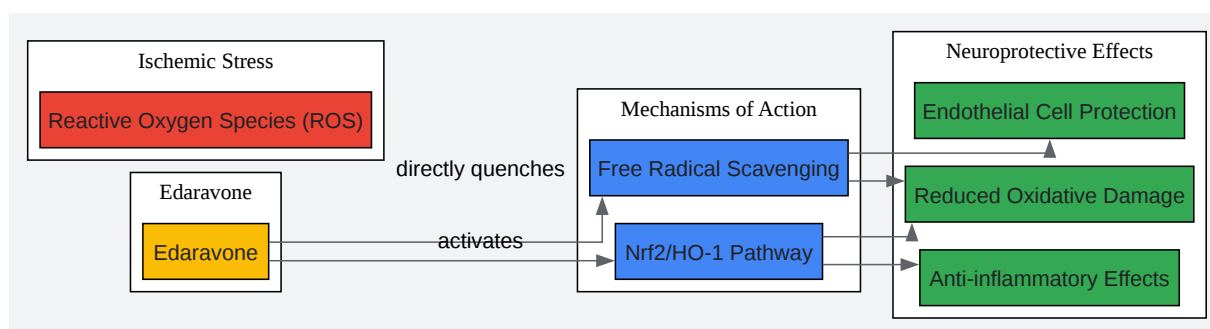 Ischemic Stress
Reactive Oxygen Species (ROS)
Edaravone
Edaravone
directly quenches
activates
Mechanisms of Action
Free Radical Scavenging
Nrf2/HO-1 Pathway
Neuroprotective Effects
Endothelial Cell Protection
Reduced Oxidative Damage
Anti-inflammatory Effects